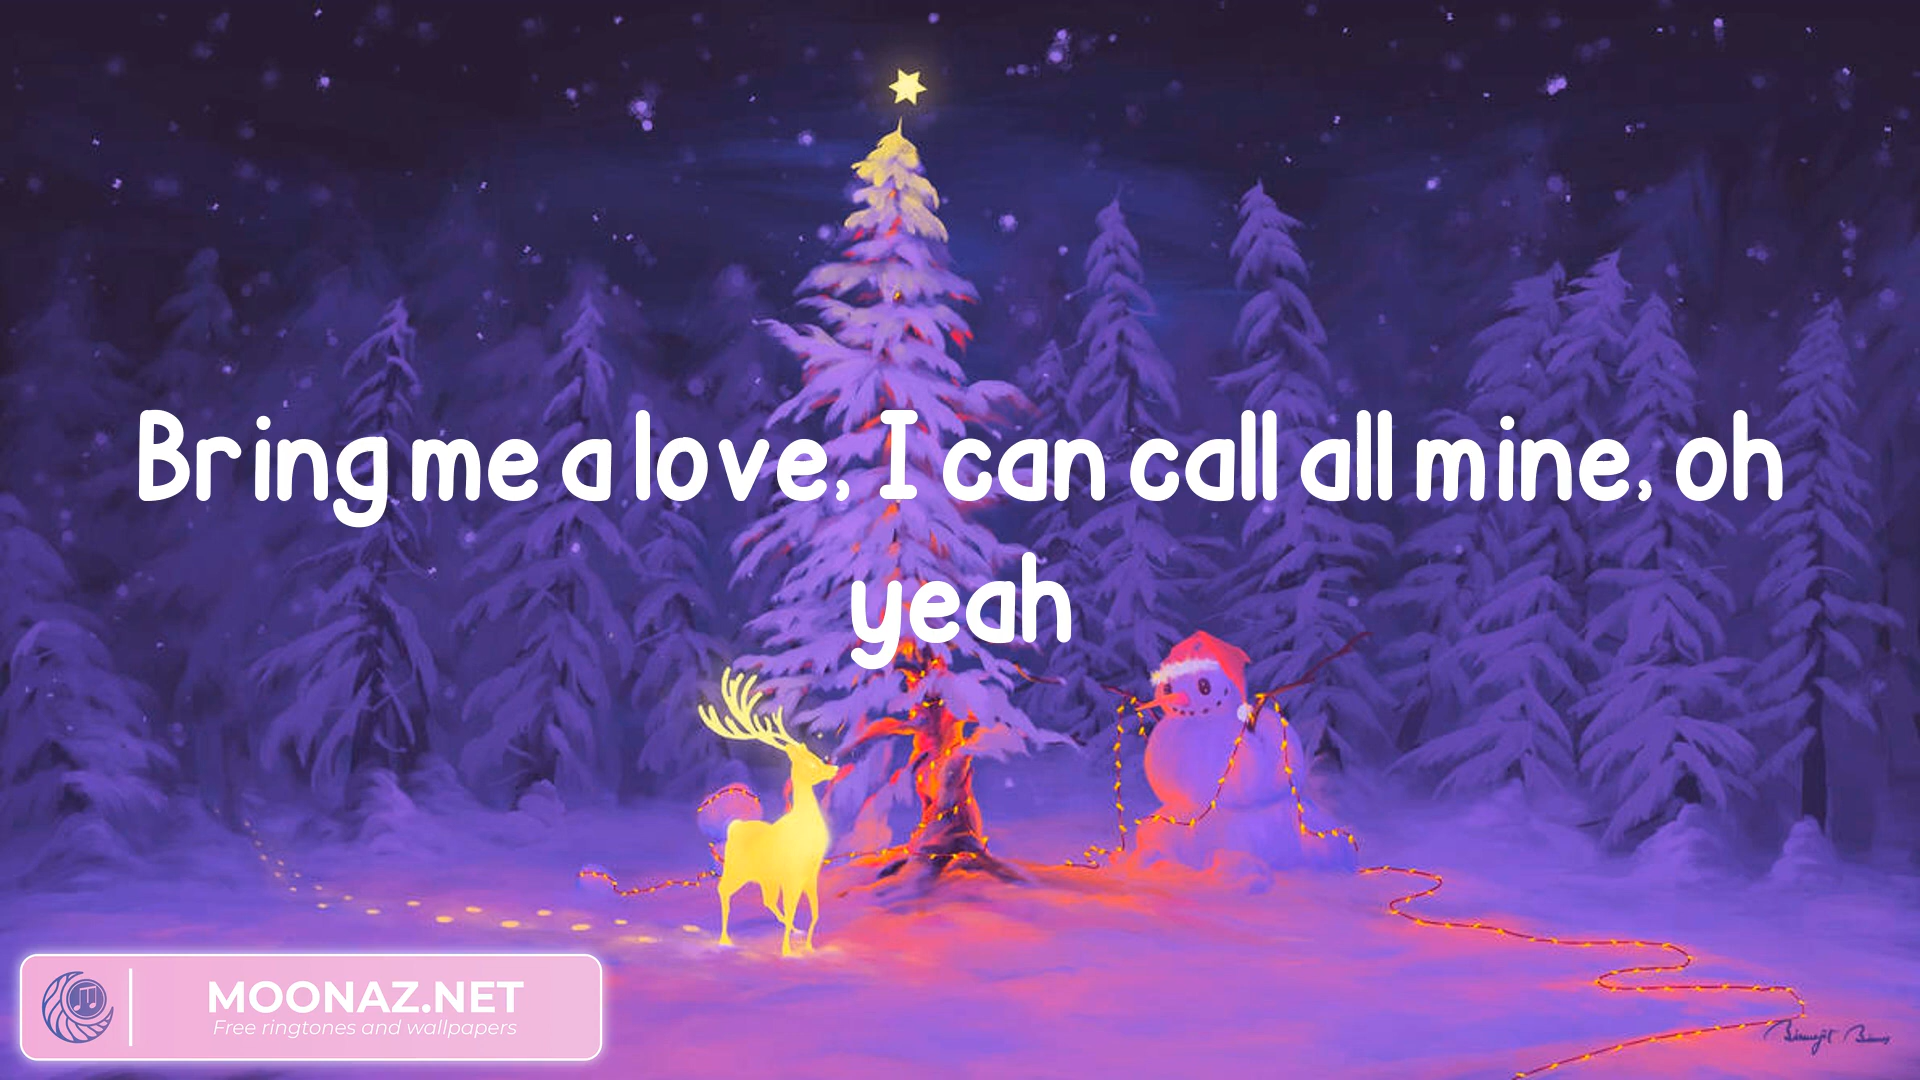 Bring me a love, I can call all mine, oh
yeah
MOONAZ.NET
Free ringtones and wallpapers